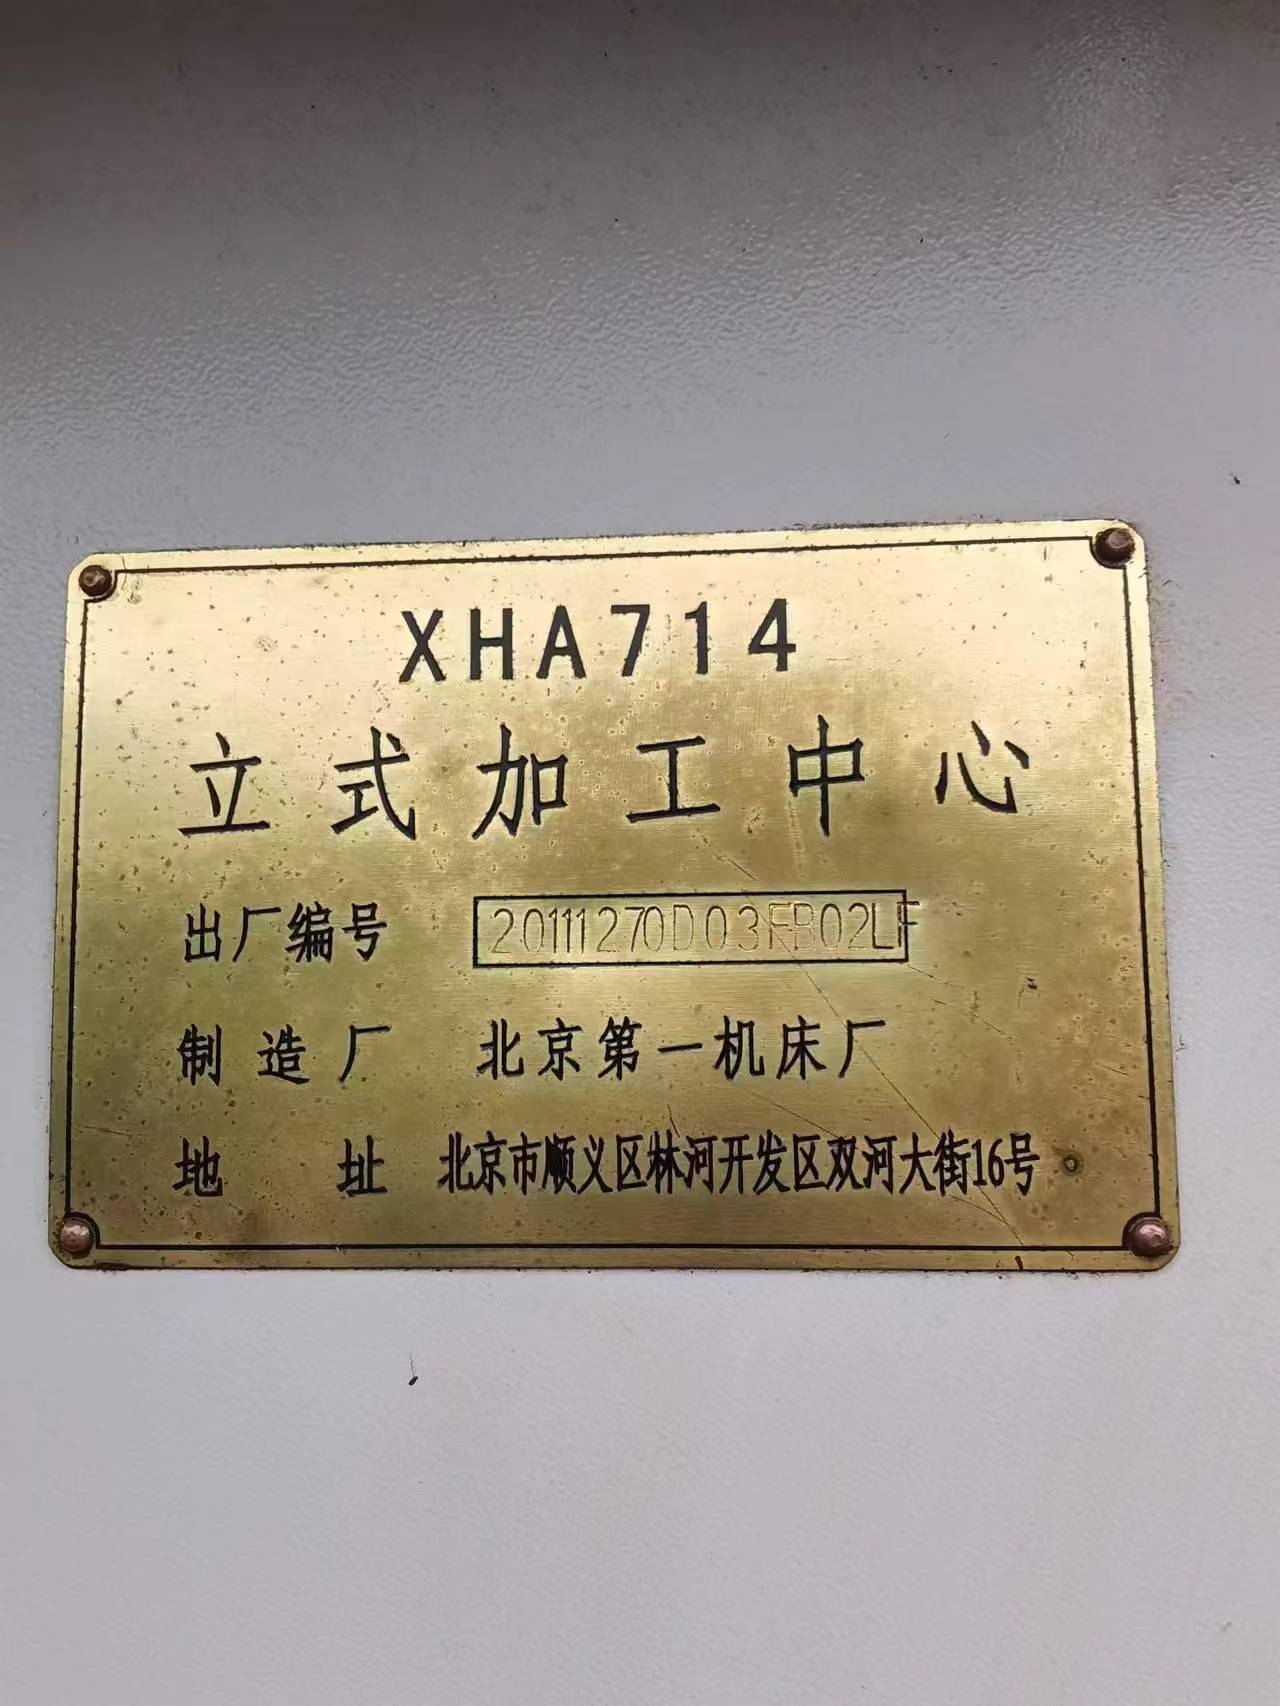 XHA714
立式加工中心
出厂编号 20111270D03FB02LF
制造厂 北京第一机床厂
地址 北京市顺义区林河开发区双河大街16号